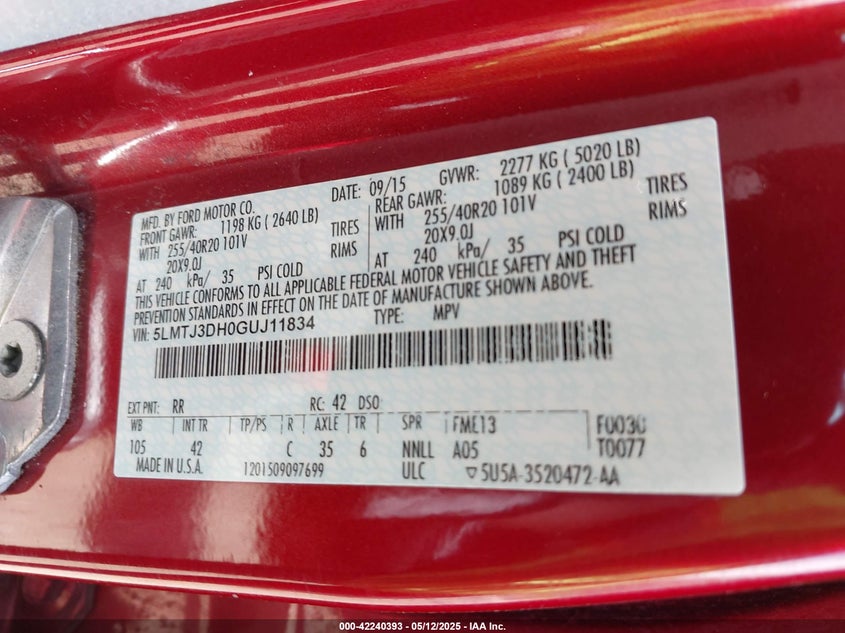 MFD. BY FORD MOTOR CO.
DATE: 09/15 GVWR: 2277 KG ( 5020 LB)
FRONT GAWR: 1198 KG ( 2640 LB)
REAR GAWR: 1089 KG ( 2400 LB)
WITH 255/40R20 101V TIRES
WITH 255/40R20 101V TIRES
20X9.0J RIMS
20X9.0J RIMS
AT 240 kPa/ 35 PSI COLD
AT 240 kPa/ 35 PSI COLD
THIS VEHICLE CONFORMS TO ALL APPLICABLE FEDERAL MOTOR VEHICLE SAFETY AND THEFT
PREVENTION STANDARDS IN EFFECT ON THE DATE OF MANUFACTURE SHOWN ABOVE.
VIN: 5LMTJ3DH0GUJ11834 TYPE: MPV
EXT PNT: RR RC: 42 DSO
WB INT TR TP/PS R AXLE TR SPR FME13 F0030
105 42 C 35 6 NNLL A05 T0077
MADE IN U.S.A. 1201509097699 ULC ▽5U5A-3520472-AA
000-42240393 - 05/12/2025 - IAA Inc.